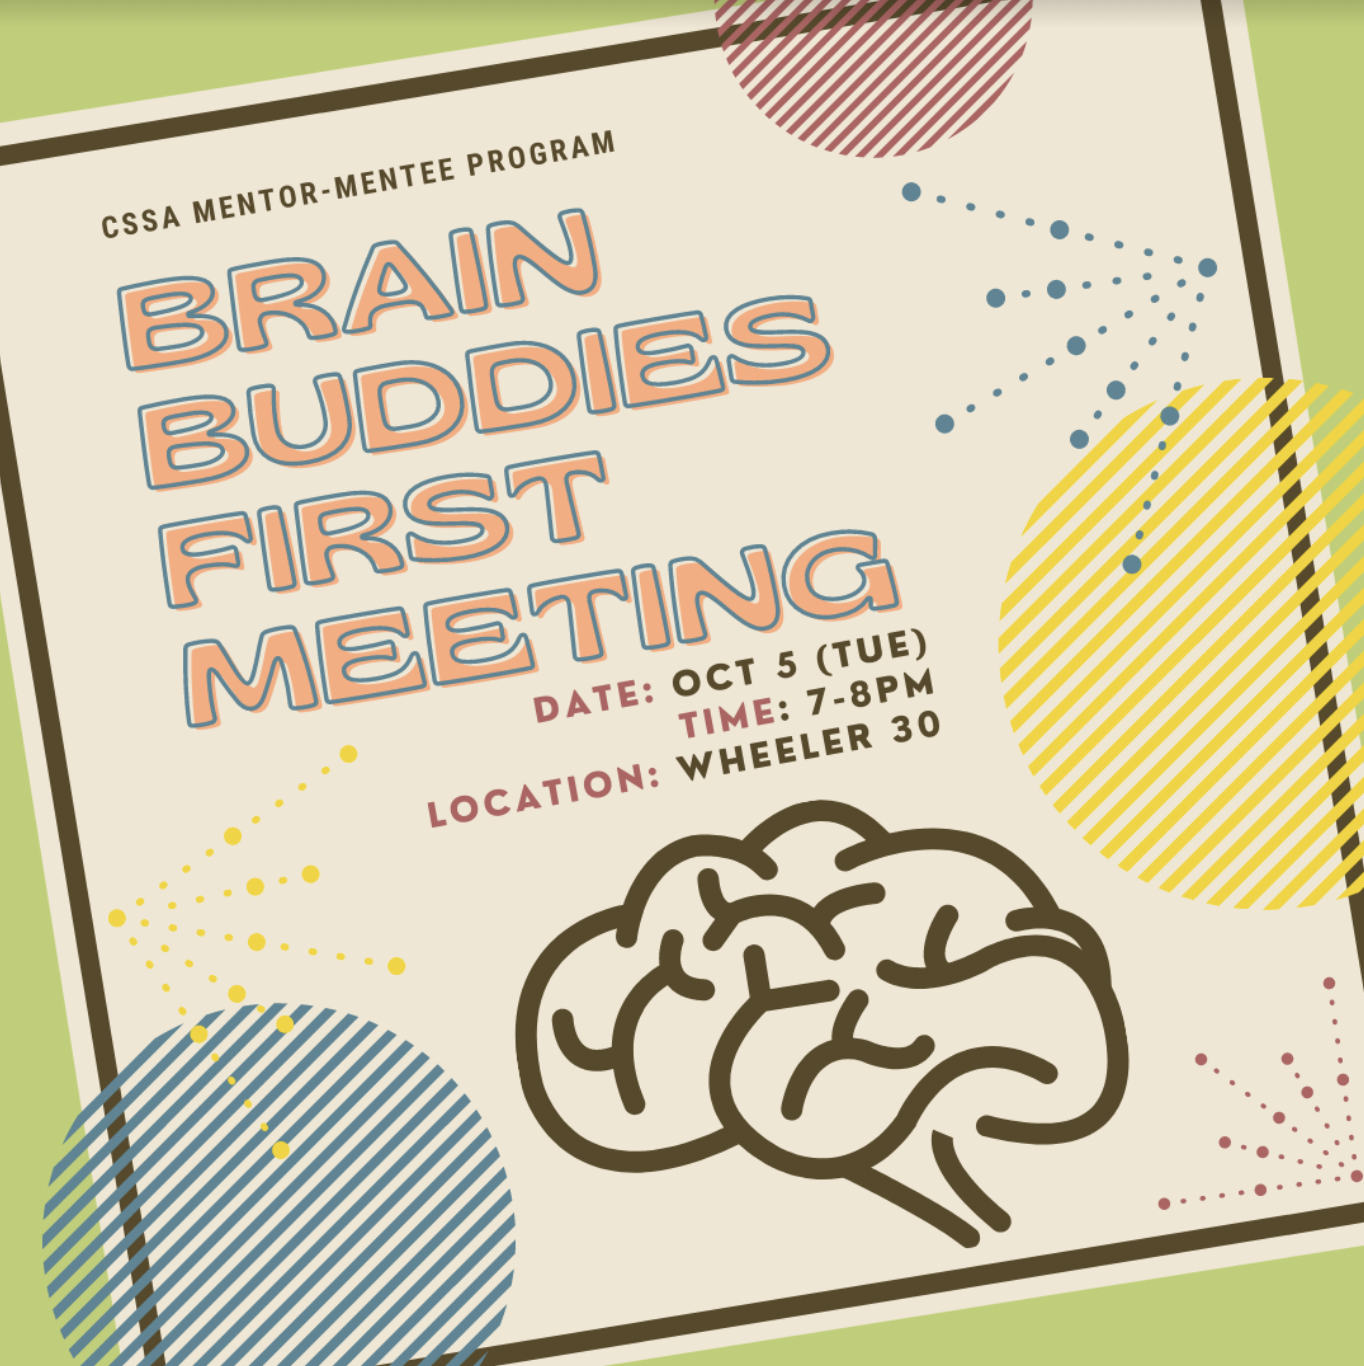 CSSA MENTOR-MENTEE PROGRAM
BRAIN
BUDDIES
FIRST
MEETING
DATE: OCT 5 (TUE)
TIME: 7-8PM
LOCATION: WHEELER 30